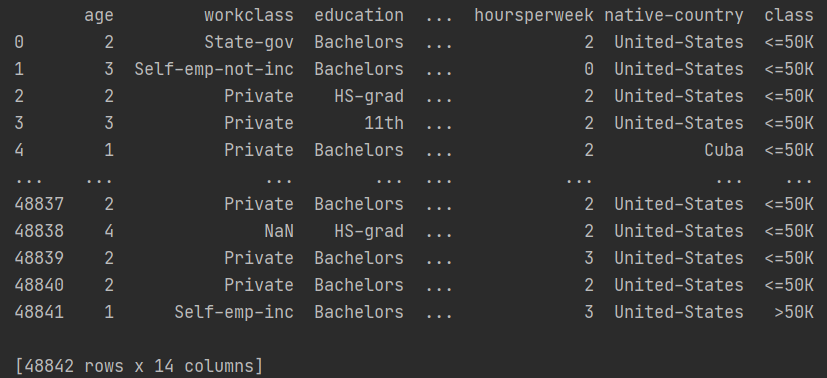 age workclass education ... hoursperweek native-country class
0 2 State-gov Bachelors ... 2 United-States <=50K
1 3 Self-emp-not-inc Bachelors ... 0 United-States <=50K
2 2 Private HS-grad ... 2 United-States <=50K
3 3 Private 11th ... 2 United-States <=50K
4 1 Private Bachelors ... 2 Cuba <=50K
... ... ... ... ... ... ... ...
48837 2 Private Bachelors ... 2 United-States <=50K
48838 4 NaN HS-grad ... 2 United-States <=50K
48839 2 Private Bachelors ... 3 United-States <=50K
48840 2 Private Bachelors ... 2 United-States <=50K
48841 1 Self-emp-inc Bachelors ... 3 United-States >50K
[48842 rows x 14 columns]